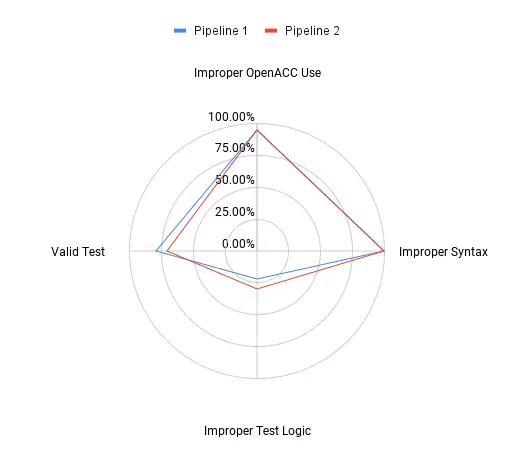 Pipeline 1 Pipeline 2
Improper OpenACC Use
100.00%
75.00%
50.00%
25.00%
0.00%
Valid Test
Improper Syntax
Improper Test Logic